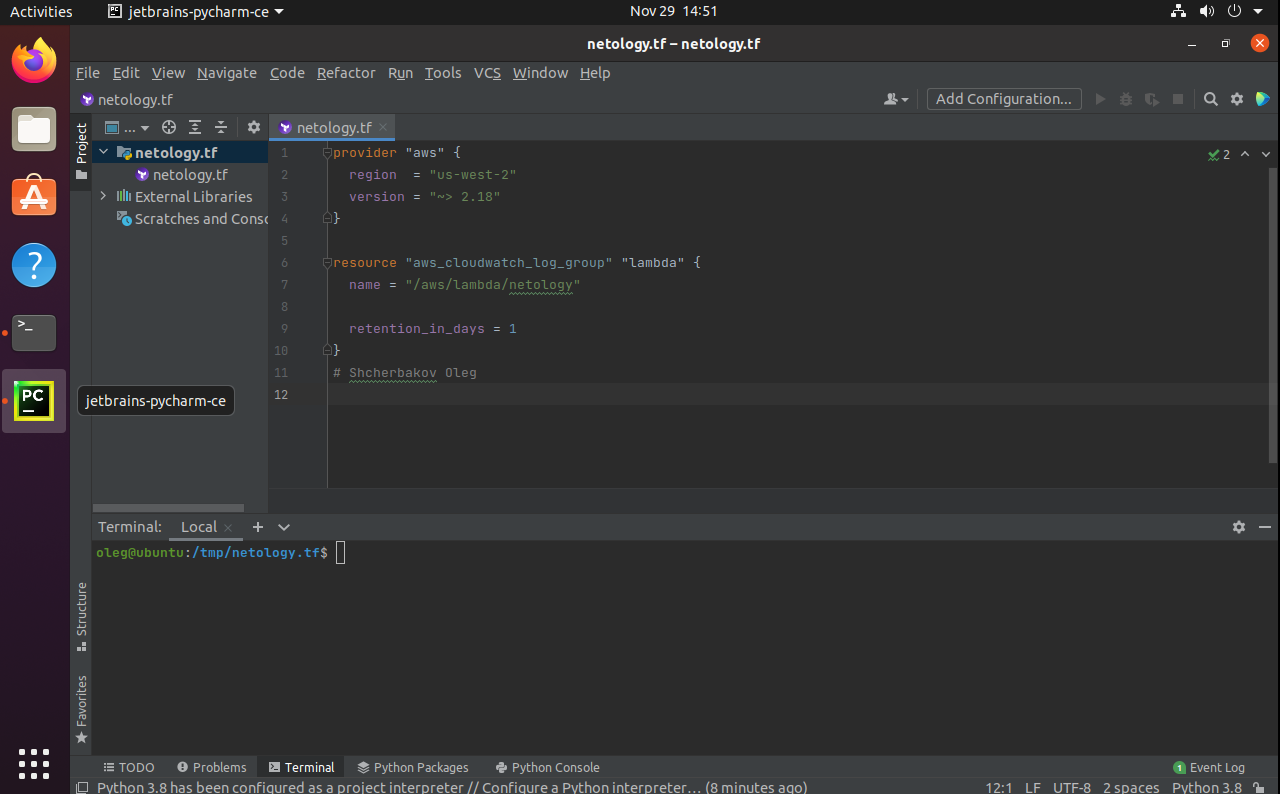 Activities jetbrains-pycharm-ce Nov 29 14:51
netology.tf – netology.tf
File Edit View Navigate Code Refactor Run Tools VCS Window Help
netology.tf Add Configuration...
Project ... netology.tf
netology.tf
netology.tf
External Libraries
Scratches and Conso
1 provider "aws" {
2 region  = "us-west-2"
3 version = "~> 2.18"
4 }
5
6 resource "aws_cloudwatch_log_group" "lambda" {
7 name = "/aws/lambda/netology"
8
9 retention_in_days = 1
10 }
11 # Shcherbakov Oleg
12
2
>_
?
PC
jetbrains-pycharm-ce
Terminal: Local
oleg@ubuntu:/tmp/netology.tf$
Structure
Favorites
TODO Problems Terminal Python Packages Python Console 1 Event Log
Python 3.8 has been configured as a project interpreter // Configure a Python interpreter... (8 minutes ago) 12:1 LF UTF-8 2 spaces Python 3.8